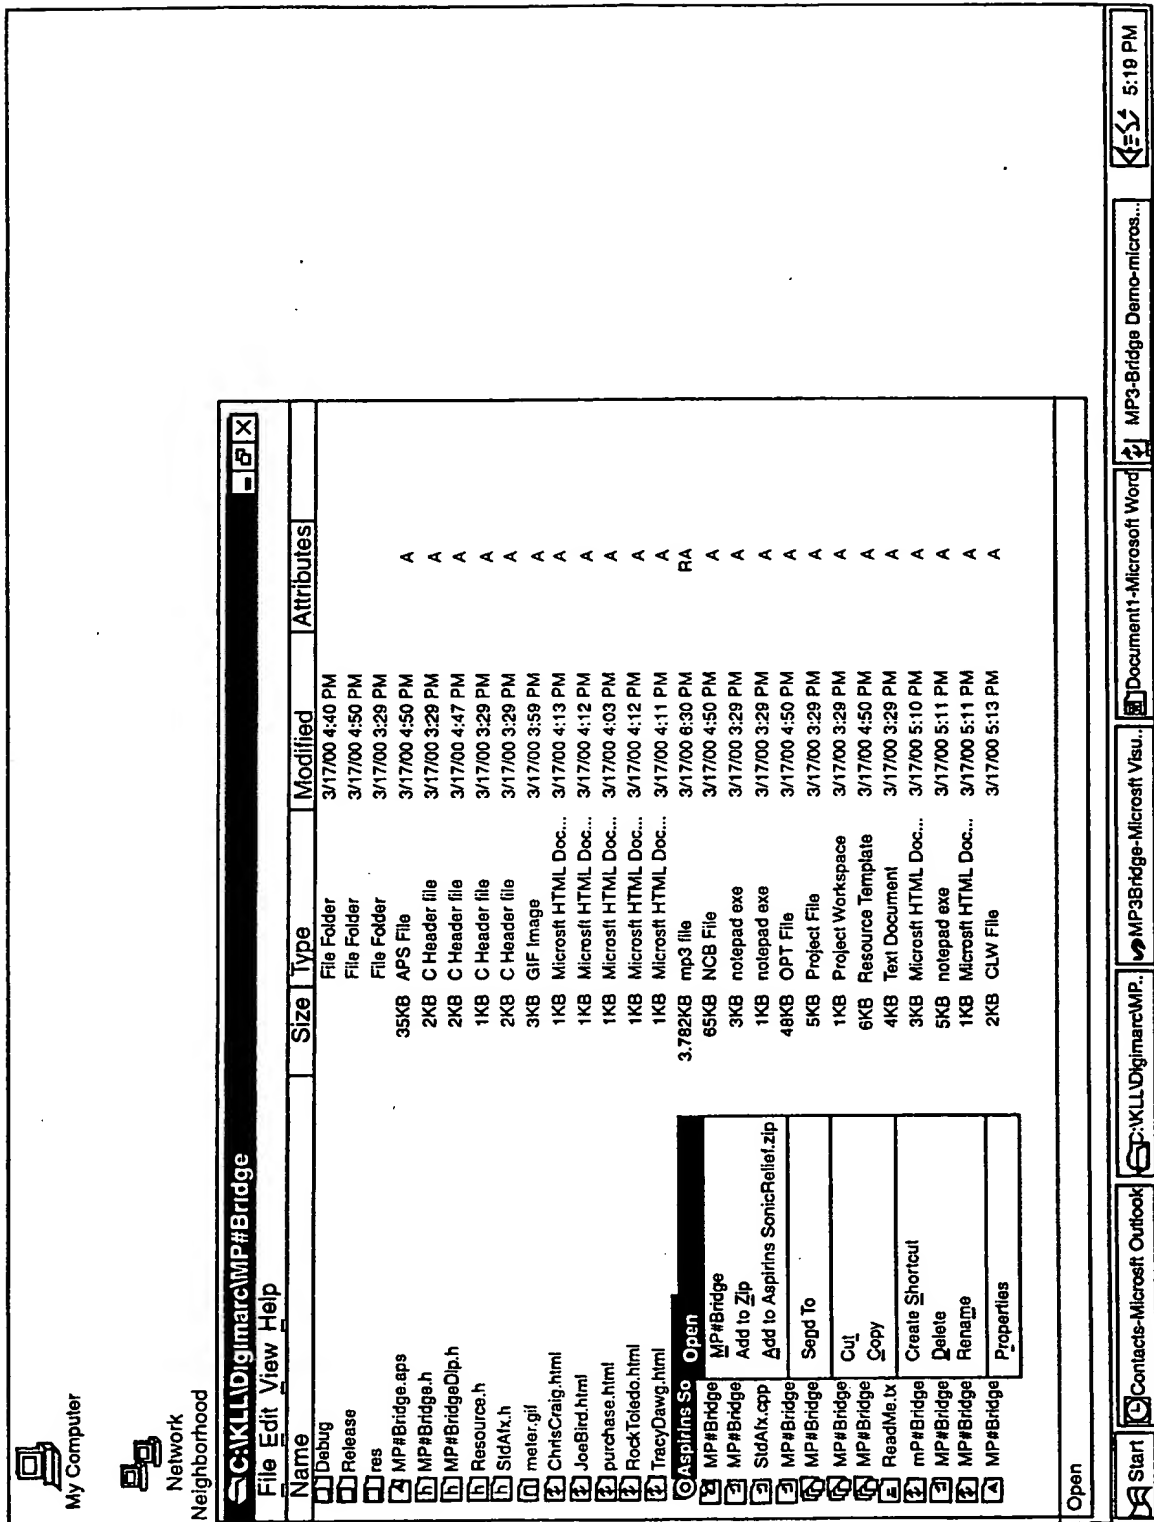 My Computer
Network
Neighborhood
C:\KLL\Digimarc\MP#Bridge
File Edit View Help
Name Size Type Modified Attributes
Debug File Folder 3/17/00 4:40 PM
Release File Folder 3/17/00 4:50 PM
res File Folder 3/17/00 3:29 PM
MP#Bridge.aps 35KB APS File 3/17/00 4:50 PM A
MP#Bridge.h 2KB C Header file 3/17/00 3:29 PM A
MP#BridgeDlp.h 2KB C Header file 3/17/00 4:47 PM A
Resource.h 1KB C Header file 3/17/00 3:29 PM A
StdAfx.h 2KB C Header file 3/17/00 3:29 PM A
meter.gif 3KB GIF Image 3/17/00 3:59 PM A
ChrisCraig.html 1KB Microsft HTML Doc... 3/17/00 4:13 PM A
JoeBird.html 1KB Microsft HTML Doc... 3/17/00 4:12 PM A
purchase.html 1KB Microsft HTML Doc... 3/17/00 4:03 PM A
RockToledo.html 1KB Microsft HTML Doc... 3/17/00 4:12 PM A
TracyDawg.html 1KB Microsft HTML Doc... 3/17/00 4:11 PM A
Aspirins So Open 3.782KB mp3 file 3/17/00 6:30 PM RA
MP#Bridge MP#Bridge 65KB NCB File 3/17/00 4:50 PM A
MP#Bridge Add to Zip 3KB notepad exe 3/17/00 3:29 PM A
StdAfx.cpp Add to Aspirins SonicRelief.zip 1KB notepad exe 3/17/00 3:29 PM A
MP#Bridge 48KB OPT File 3/17/00 4:50 PM A
MP#Bridge Send To 5KB Project File 3/17/00 3:29 PM A
MP#Bridge Cut 1KB Project Workspace 3/17/00 3:29 PM A
MP#Bridge Copy 6KB Resource Template 3/17/00 4:50 PM A
ReadMe.tx 4KB Text Document 3/17/00 3:29 PM A
mP#Bridge Create Shortcut 3KB Microsft HTML Doc... 3/17/00 5:10 PM A
MP#Bridge Delete 5KB notepad exe 3/17/00 5:11 PM A
MP#Bridge Rename 1KB Microsft HTML Doc... 3/17/00 5:11 PM A
MP#Bridge Properties 2KB CLW File 3/17/00 5:13 PM A
Open
Start Contacts-Microsft Outlook C:\KLL\Digimarc\MP.. MP3Bridge-Microsft Visu.. Document1-Microsoft Word MP3-Bridge Demo-micros... 5:19 PM